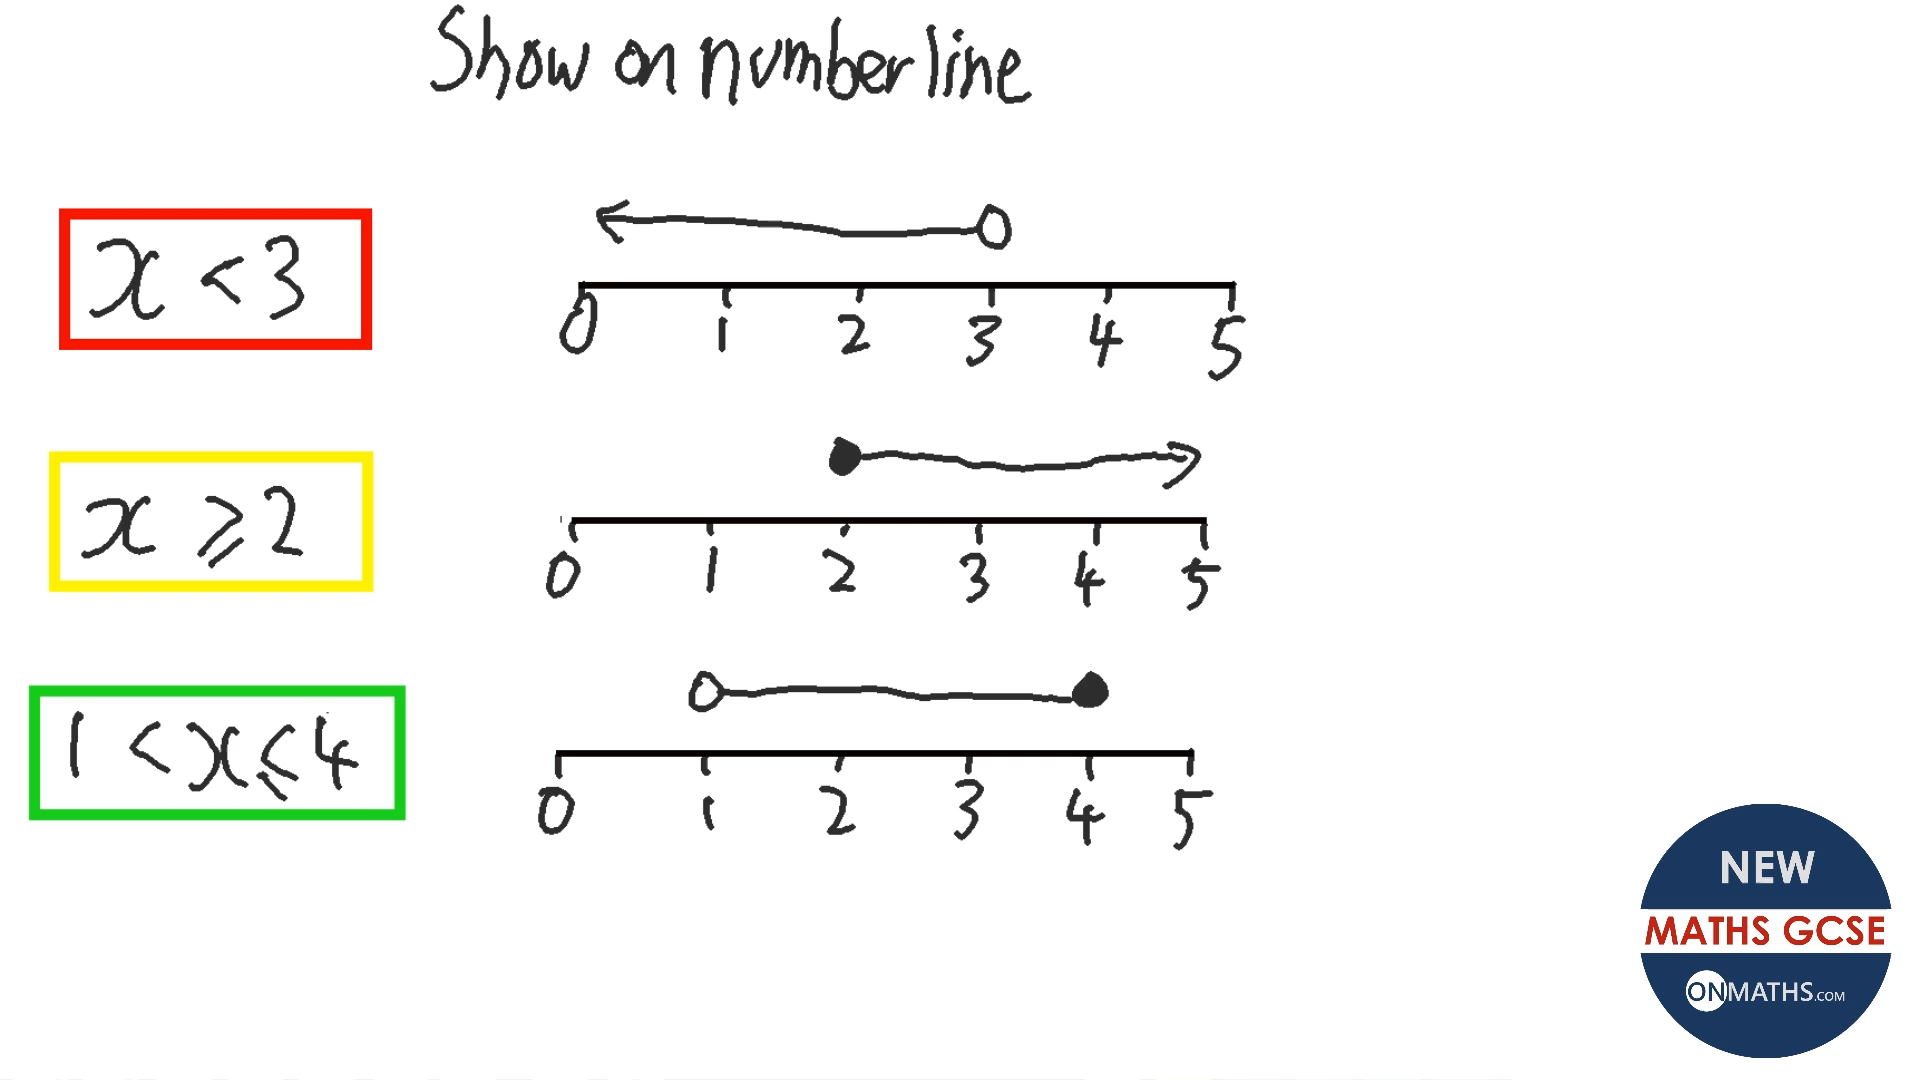 Show on number line
x < 3
0 1 2 3 4 5
x ⩾ 2
0 1 2 3 4 5
1 < x ⩽ 4
0 1 2 3 4 5
NEW
MATHS GCSE
ONMATHS.COM